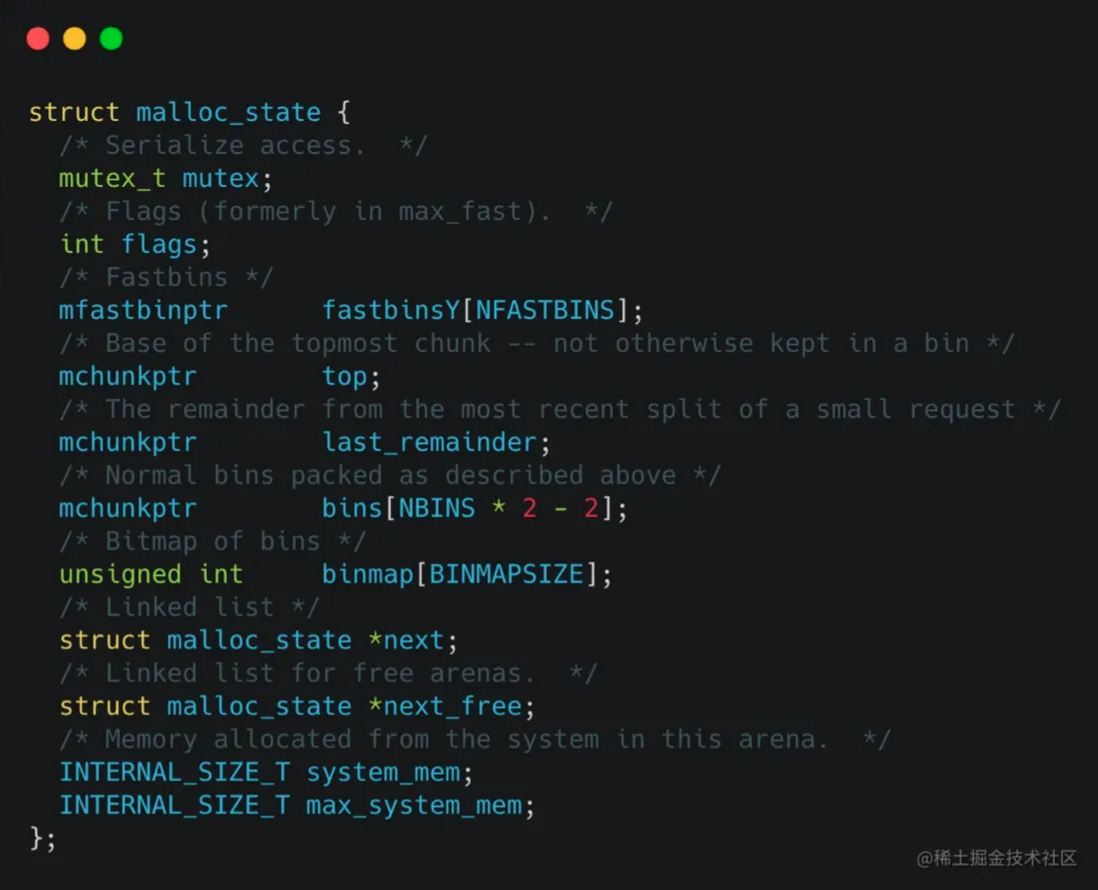 struct malloc_state {
  /* Serialize access.  */
  mutex_t mutex;
  /* Flags (formerly in max_fast).  */
  int flags;
  /* Fastbins */
  mfastbinptr      fastbinsY[NFASTBINS];
  /* Base of the topmost chunk -- not otherwise kept in a bin */
  mchunkptr        top;
  /* The remainder from the most recent split of a small request */
  mchunkptr        last_remainder;
  /* Normal bins packed as described above */
  mchunkptr        bins[NBINS * 2 - 2];
  /* Bitmap of bins */
  unsigned int     binmap[BINMAPSIZE];
  /* Linked list */
  struct malloc_state *next;
  /* Linked list for free arenas.  */
  struct malloc_state *next_free;
  /* Memory allocated from the system in this arena.  */
  INTERNAL_SIZE_T system_mem;
  INTERNAL_SIZE_T max_system_mem;
};
@稀土掘金技术社区